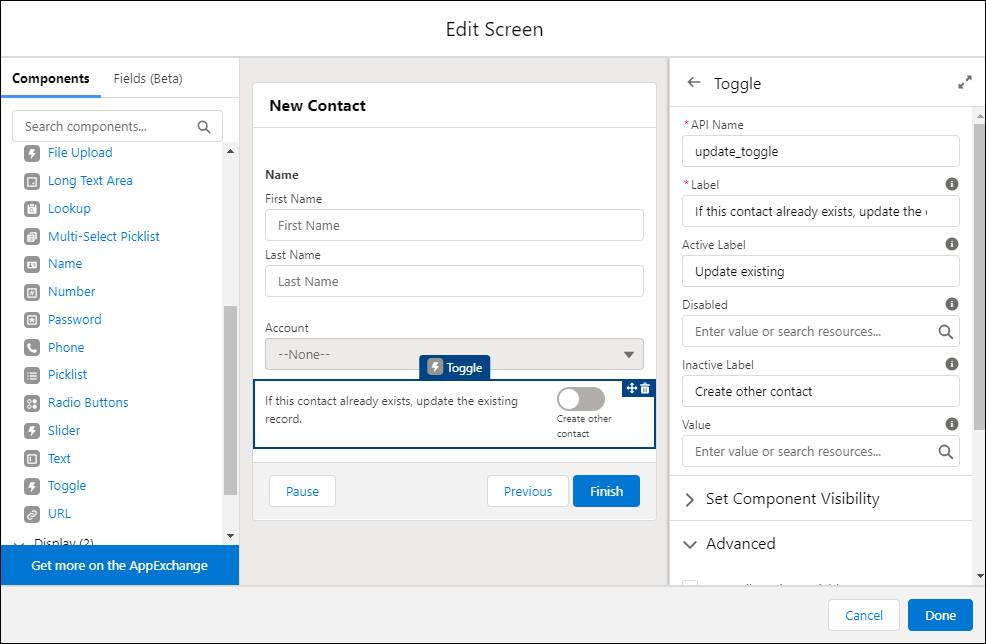 Edit Screen
Components
Fields (Beta)
Search components...
File Upload
Long Text Area
Lookup
Multi-Select Picklist
Name
Number
Password
Phone
Picklist
Radio Buttons
Slider
Text
Toggle
URL
Display (2)
Get more on the AppExchange
New Contact
Name
First Name
First Name
Last Name
Last Name
Account
--None--
Toggle
If this contact already exists, update the existing
record.
Create other
contact
Pause
Previous
Finish
Toggle
* API Name
update_toggle
* Label
If this contact already exists, update the
Active Label
Update existing
Disabled
Enter value or search resources...
Inactive Label
Create other contact
Value
Enter value or search resources...
Set Component Visibility
Advanced
Cancel
Done